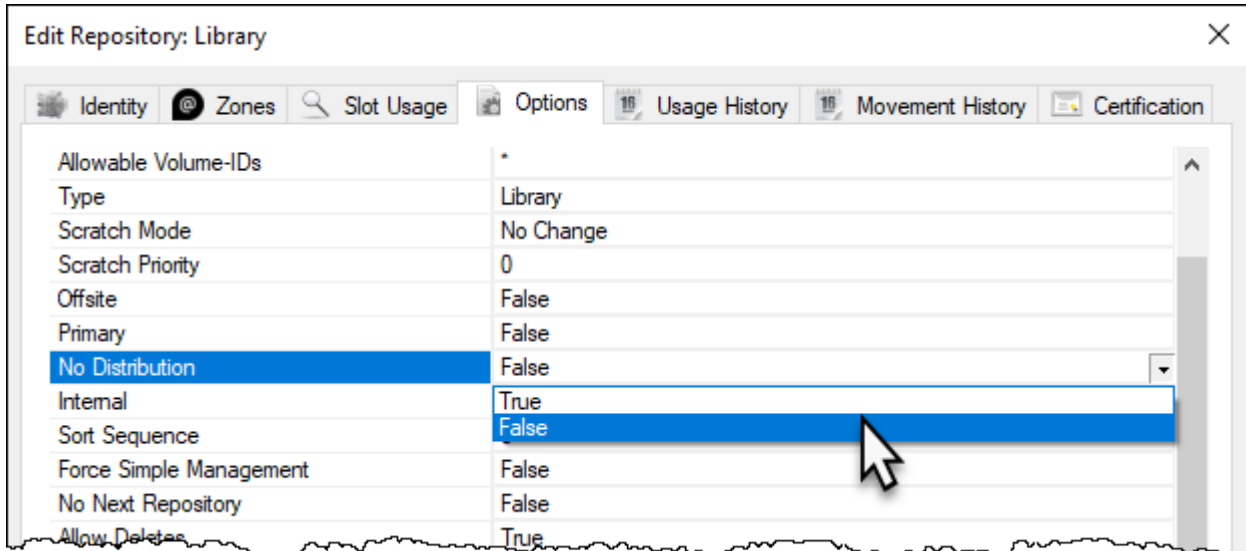 Edit Repository: Library
Identity Zones Slot Usage Options 16 Usage History 16 Movement History Certification
Allowable Volume-IDs *
Type Library
Scratch Mode No Change
Scratch Priority 0
Offsite False
Primary False
No Distribution False
Internal True
Sort Sequence False
Force Simple Management False
No Next Repository False
Allow Deletes True